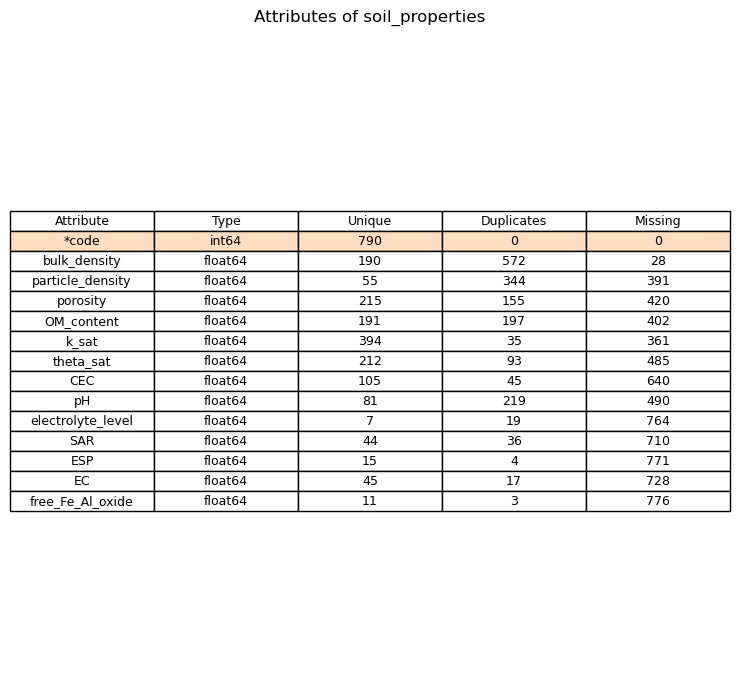 Attributes of soil_properties
Attribute Type Unique Duplicates Missing
*code int64 790 0 0
bulk_density float64 190 572 28
particle_density float64 55 344 391
porosity float64 215 155 420
OM_content float64 191 197 402
k_sat float64 394 35 361
theta_sat float64 212 93 485
CEC float64 105 45 640
pH float64 81 219 490
electrolyte_level float64 7 19 764
SAR float64 44 36 710
ESP float64 15 4 771
EC float64 45 17 728
free_Fe_Al_oxide float64 11 3 776